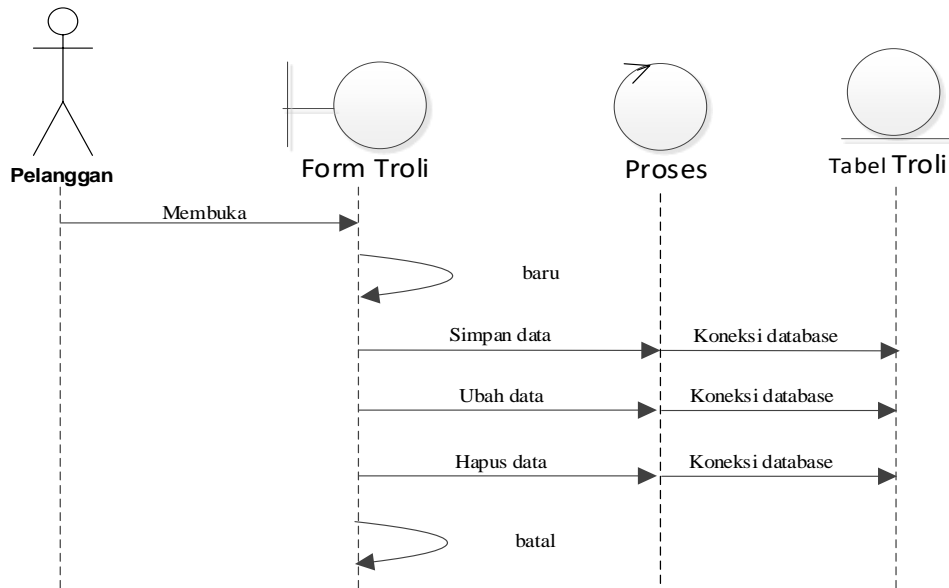 Pelanggan
Form Troli
Proses
Tabel Troli
Membuka
baru
Simpan data
Koneksi database
Ubah data
Koneksi database
Hapus data
Koneksi database
batal